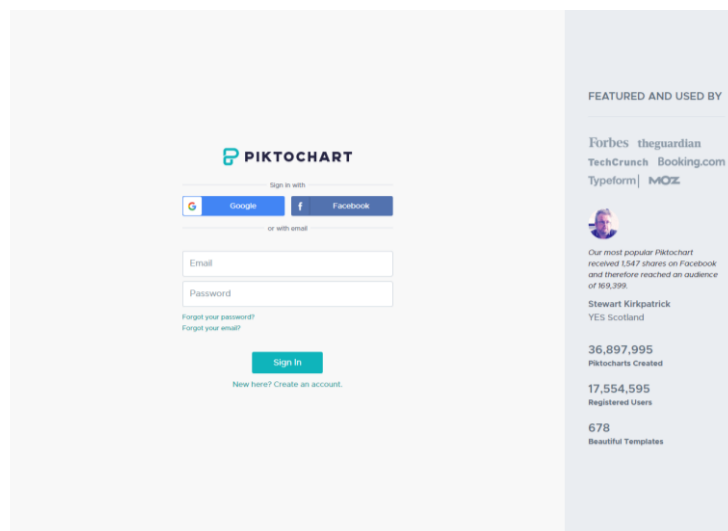 PIKTOCHART
Sign in with
Google
Facebook
or with email
Email
Password
Forgot your password?
Forgot your email?
Sign In
New here? Create an account.
FEATURED AND USED BY
Forbes theguardian
TechCrunch Booking.com
Typeform| MOZ
Our most popular Piktochart
received 1,547 shares on Facebook
and therefore reached an audience
of 169,399.
Stewart Kirkpatrick
YES Scotland
36,897,995
Piktocharts Created
17,554,595
Registered Users
678
Beautiful Templates